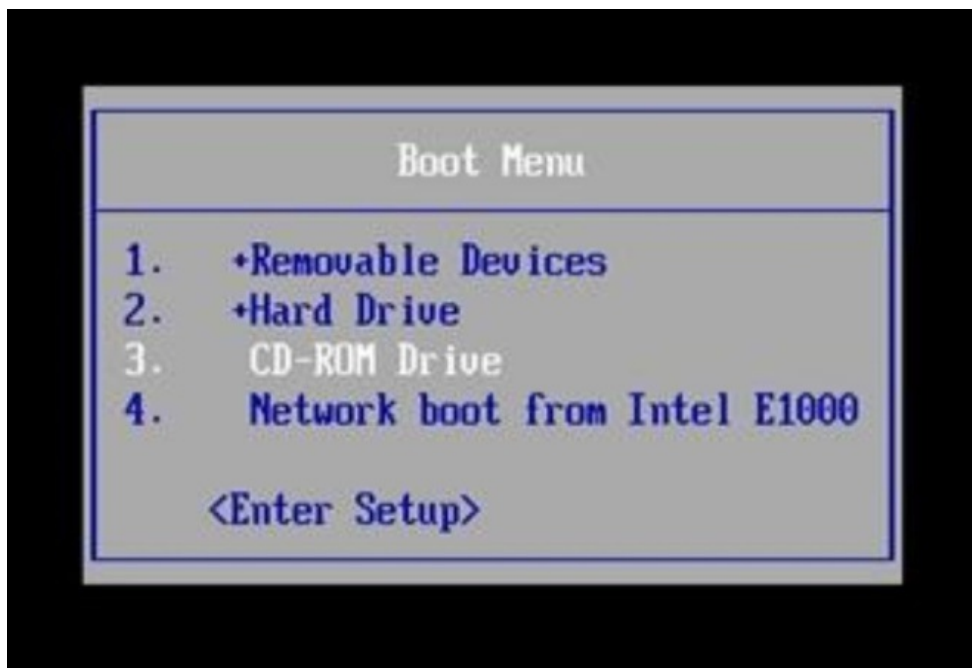 Boot Menu
1. +Removable Devices
2. +Hard Drive
3. CD-ROM Drive
4. Network boot from Intel E1000
<Enter Setup>